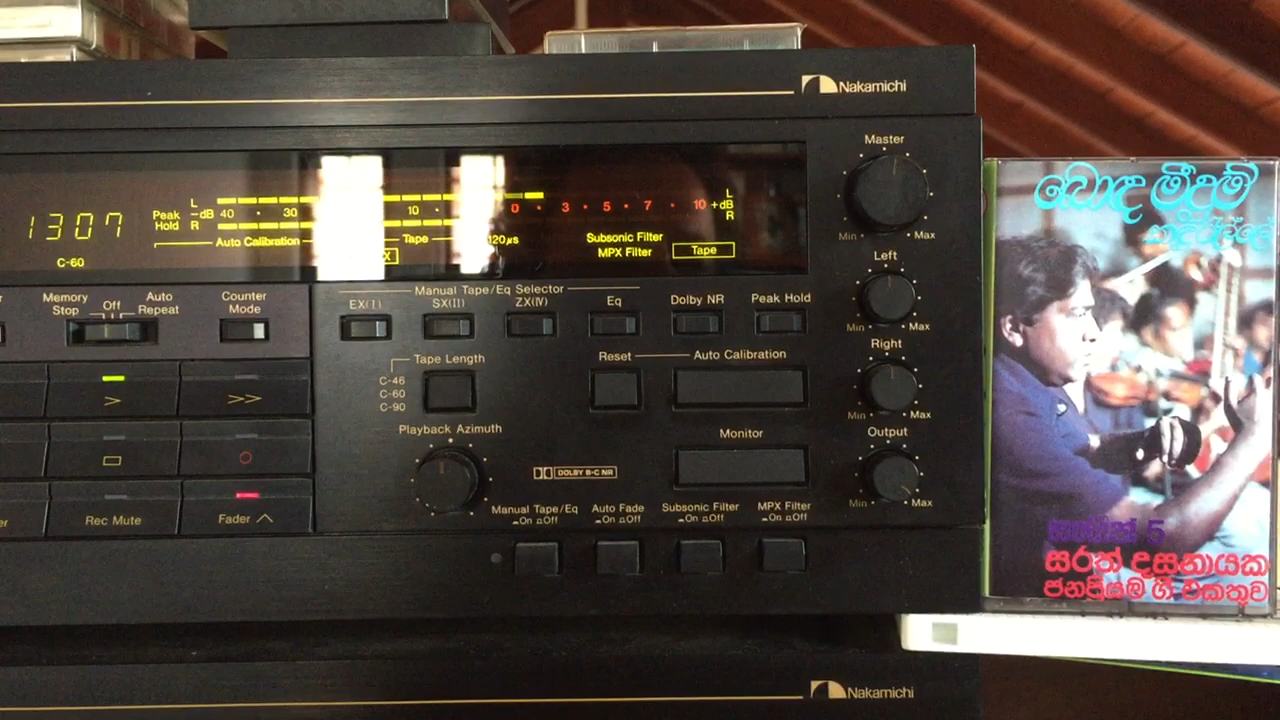 Nakamichi
Master
Min Max
1307
Peak Hold
L
R
-dB
40 30 10 0 3 5 7 10 +dB
L
R
Auto Calibration
Tape
120µs
Subsonic Filter
MPX Filter
Tape
C-60
Left
Min Max
Memory Stop
Off
Auto Repeat
Counter Mode
Manual Tape/Eq Selector
EX(I) SX(II) ZX(IV) Eq Dolby NR Peak Hold
Tape Length
C-46
C-60
C-90
Reset
Auto Calibration
Right
Min Max
Playback Azimuth
Monitor
Output
Min Max
DOLBY B-C NR
Manual Tape/Eq
On Off
Auto Fade
On Off
Subsonic Filter
On Off
MPX Filter
On Off
Rec Mute
Fader
Nakamichi
බොඳ මීදුම්
5
සරත් දසනායක
ජනප්‍රියම ගී එකතුව